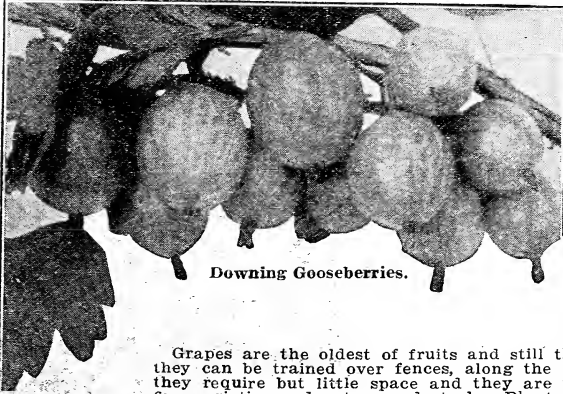 Downing Gooseberries.
Grapes are the oldest of fruits and still t
they can be trained over fences, along the
they require but little space and they are